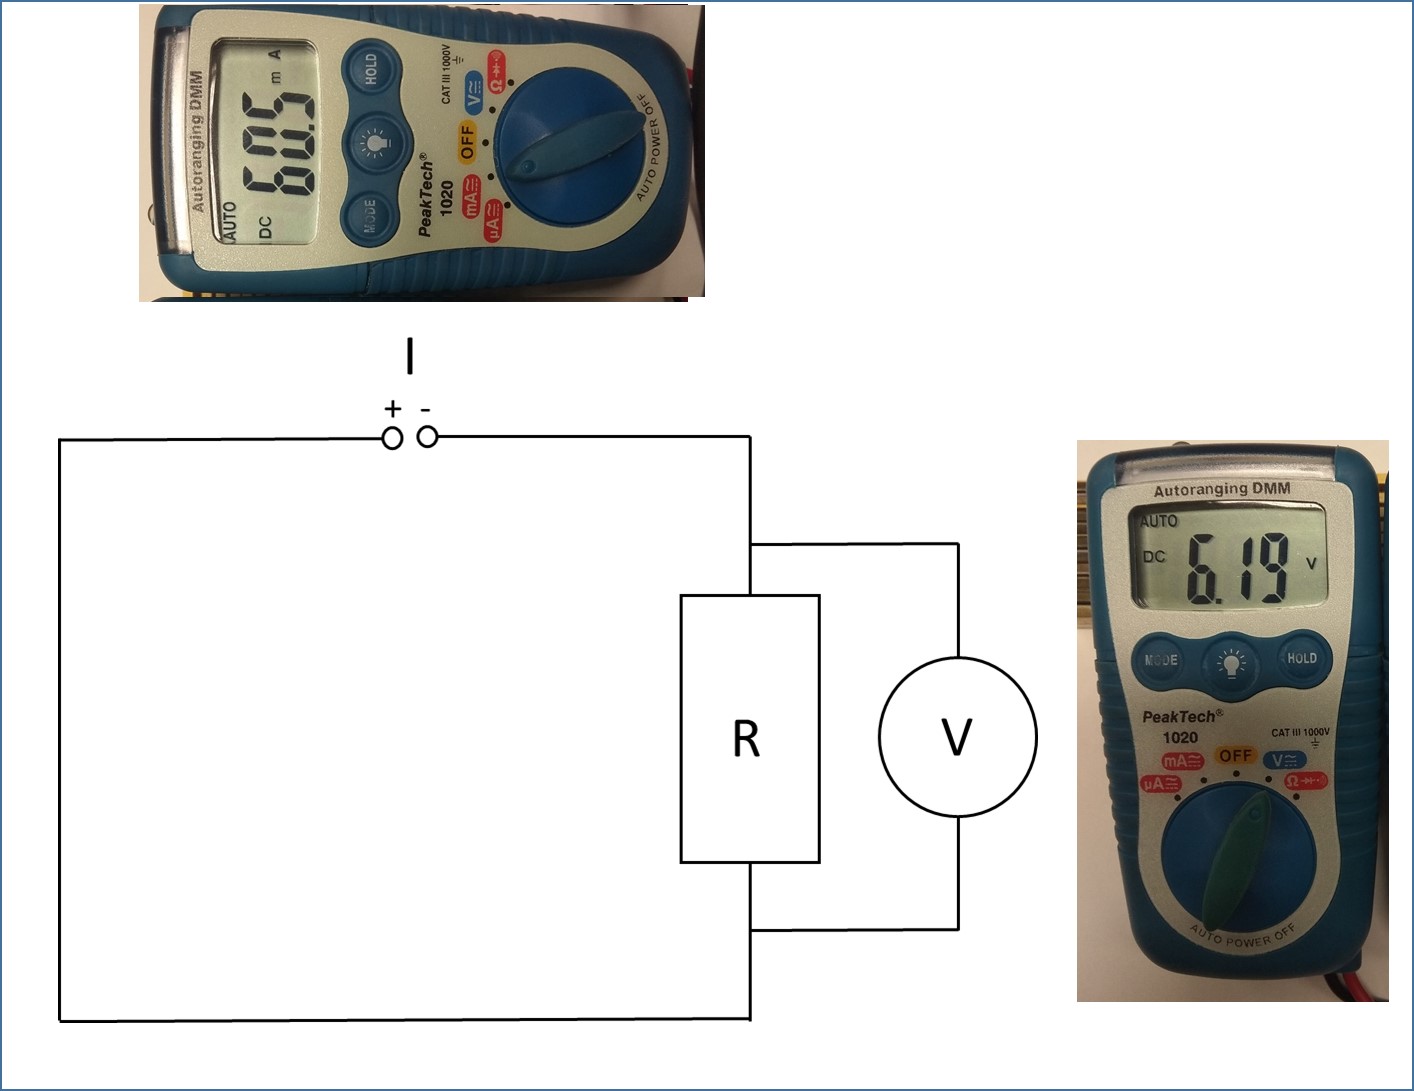 Autoranging DMM
AUTO
DC
60.5
m A
MODE
HOLD
PeakTech®
1020
CAT III 1000V
µA
mA
OFF
V
Ω
AUTO POWER OFF
I
+ -
R
V
Autoranging DMM
AUTO
DC 6.19 V
MODE HOLD
PeakTech®
1020
CAT III 1000V
mA OFF V
µA Ω
AUTO POWER OFF